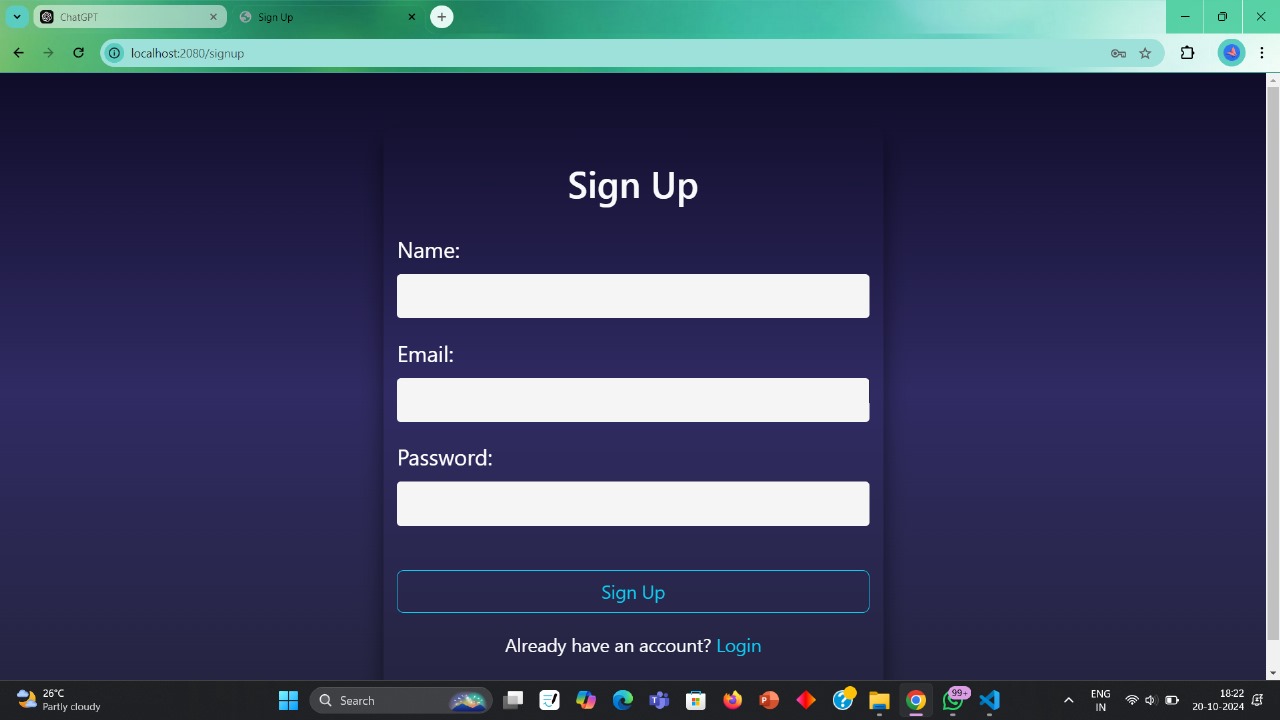 ChatGPT
Sign Up
localhost:2080/signup
Sign Up
Name:
Email:
Password:
Sign Up
Already have an account? Login
26°C
Partly cloudy
Search
99+
ENG
IN
18:22
20-10-2024